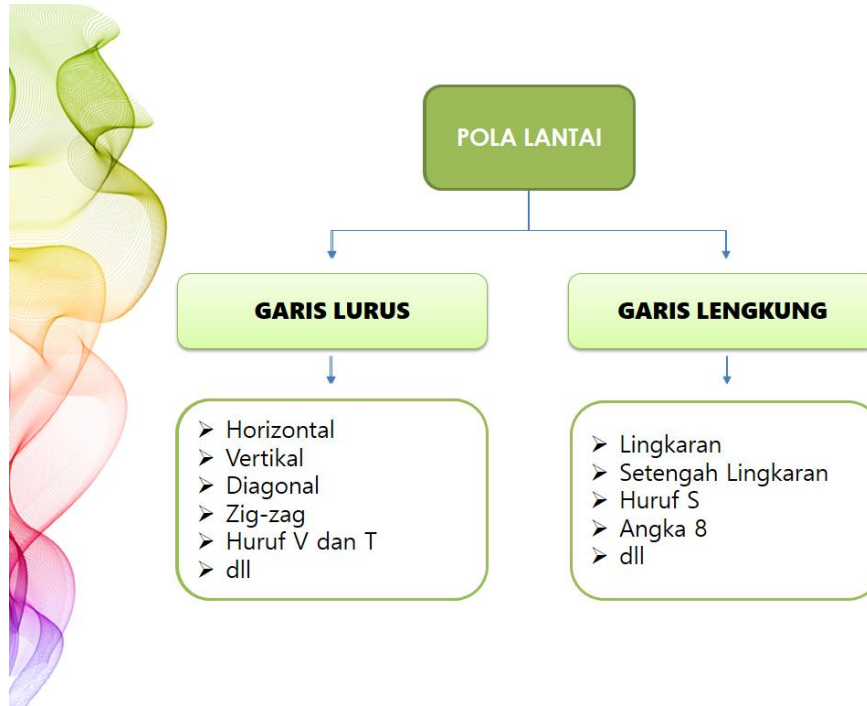 POLA LANTAI
GARIS LURUS
➢ Horizontal
➢ Vertikal
➢ Diagonal
➢ Zig-zag
➢ Huruf V dan T
➢ dll
GARIS LENGKUNG
➢ Lingkaran
➢ Setengah Lingkaran
➢ Huruf S
➢ Angka 8
➢ dll